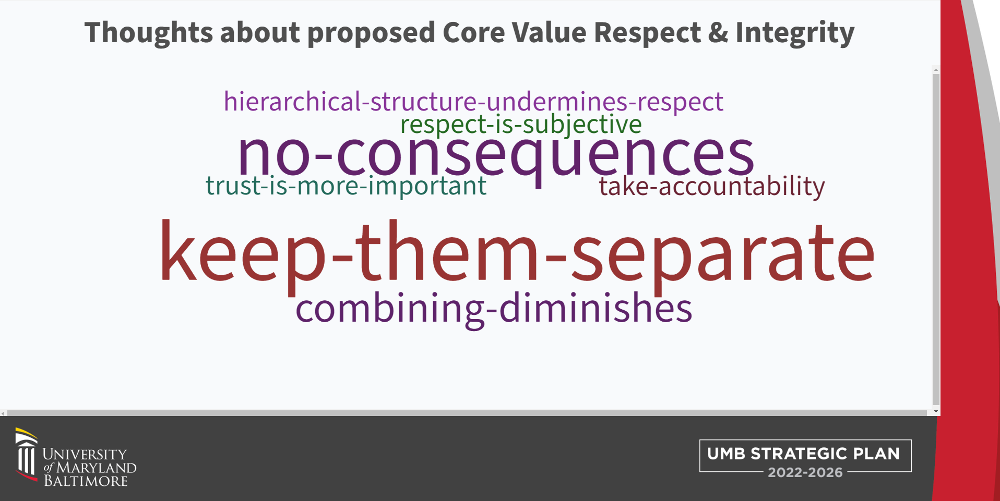 Thoughts about proposed Core Value Respect & Integrity
hierarchical-structure-undermines-respect
respect-is-subjective
no-consequences
trust-is-more-important
take-accountability
keep-them-separate
combining-diminishes
UNIVERSITY
of MARYLAND
BALTIMORE
UMB STRATEGIC PLAN
2022-2026